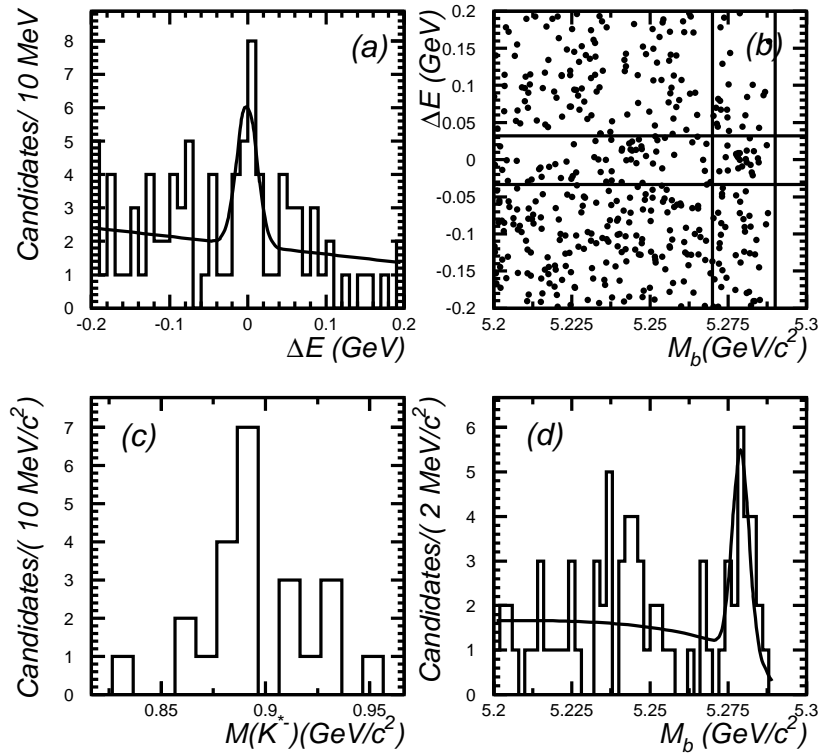 (a)
Candidates/ 10 MeV
8
7
6
5
4
3
2
1
0
-0.2 -0.1 0 0.1 0.2
ΔE (GeV)
(b)
ΔE (GeV)
0.2
0.15
0.1
0.05
0
-0.05
-0.1
-0.15
-0.2
5.2 5.225 5.25 5.275 5.3
M_b(GeV/c²)
(c)
Candidates/( 10 MeV/c²)
7
6
5
4
3
2
1
0
0.85 0.9 0.95
M(K*⁻)(GeV/c²)
(d)
Candidates/( 2 MeV/c²)
6
5
4
3
2
1
0
5.2 5.225 5.25 5.275 5.3
M_b (GeV/c²)